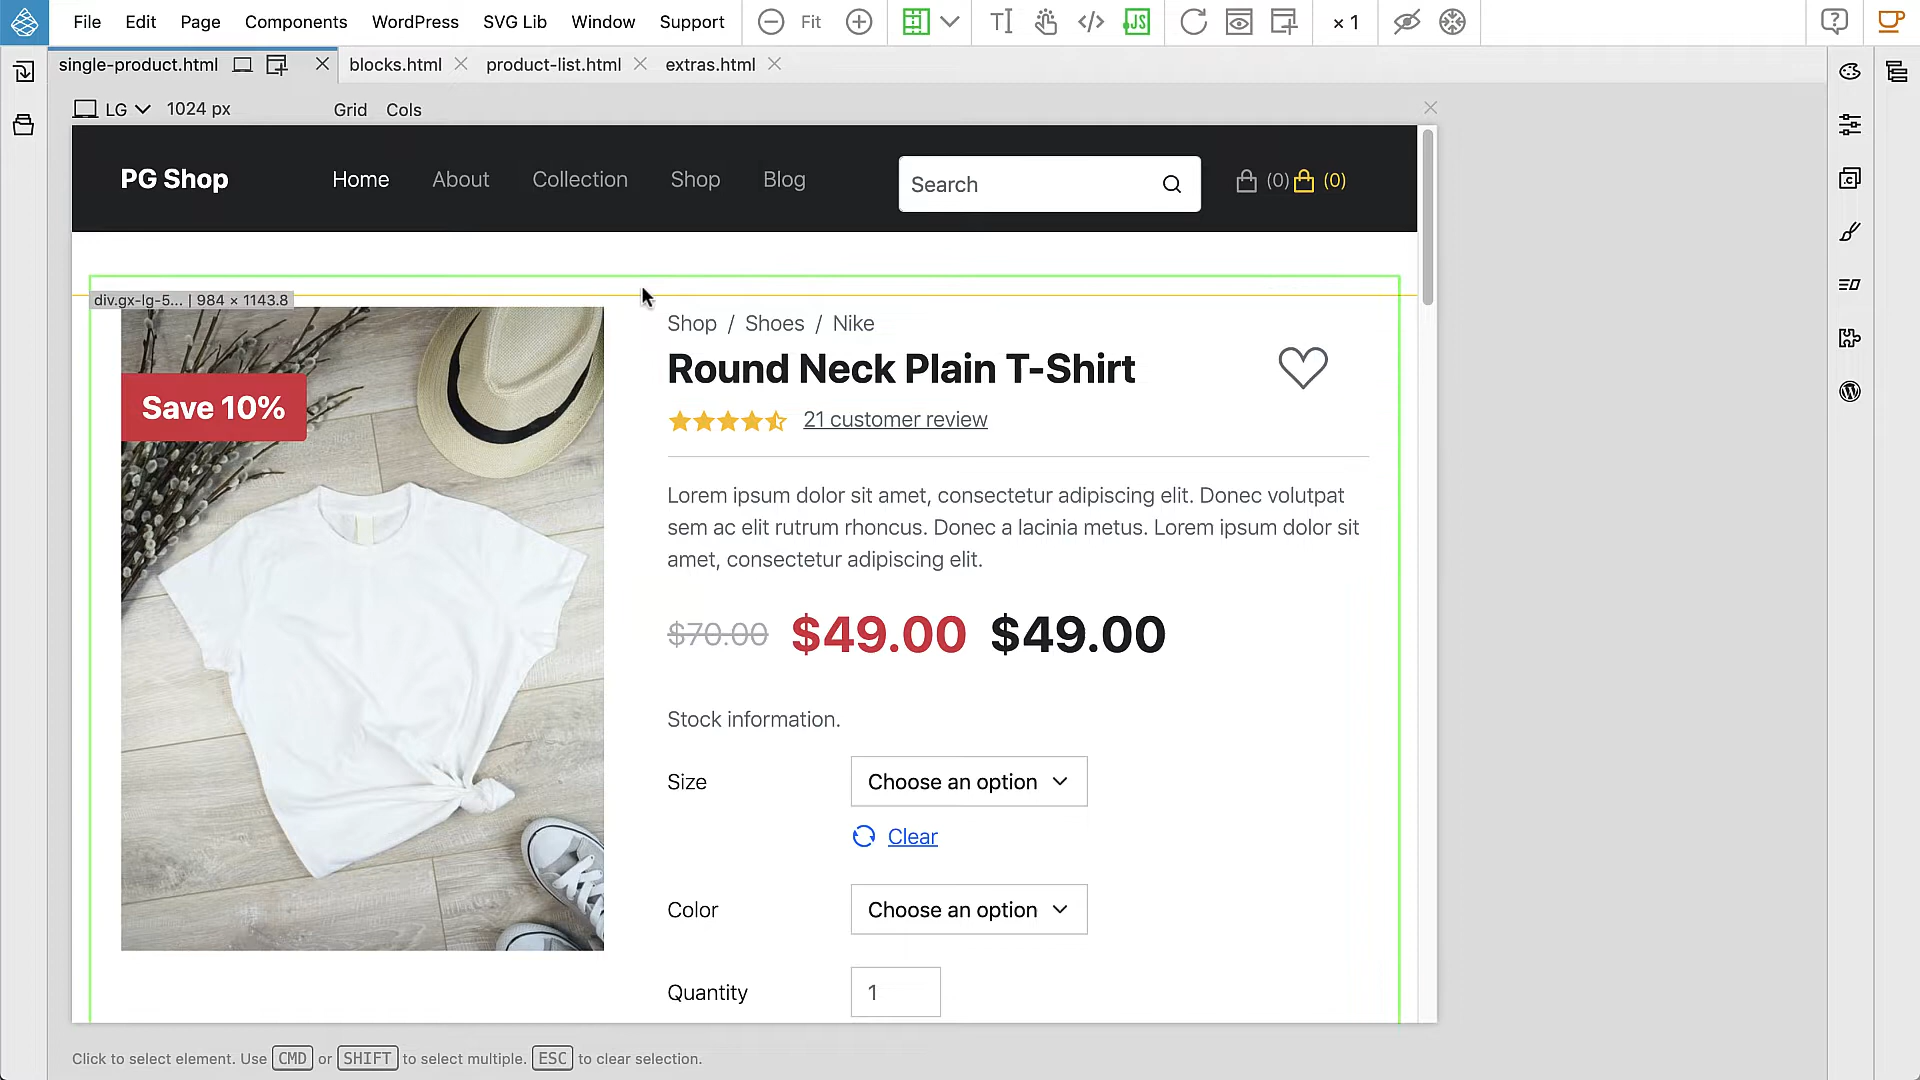 File Edit Page Components WordPress SVG Lib Window Support Fit JS × 1
single-product.html blocks.html product-list.html extras.html
LG 1024 px Grid Cols
PG Shop Home About Collection Shop Blog Search (0) (0)
div.gx-lg-5... | 984 × 1143.8
Shop / Shoes / Nike
Round Neck Plain T-Shirt
Save 10%
21 customer review
Lorem ipsum dolor sit amet, consectetur adipiscing elit. Donec volutpat
sem ac elit rutrum rhoncus. Donec a lacinia metus. Lorem ipsum dolor sit
amet, consectetur adipiscing elit.
$70.00 $49.00 $49.00
Stock information.
Size Choose an option
Clear
Color Choose an option
Quantity 1
Click to select element. Use CMD or SHIFT to select multiple. ESC to clear selection.